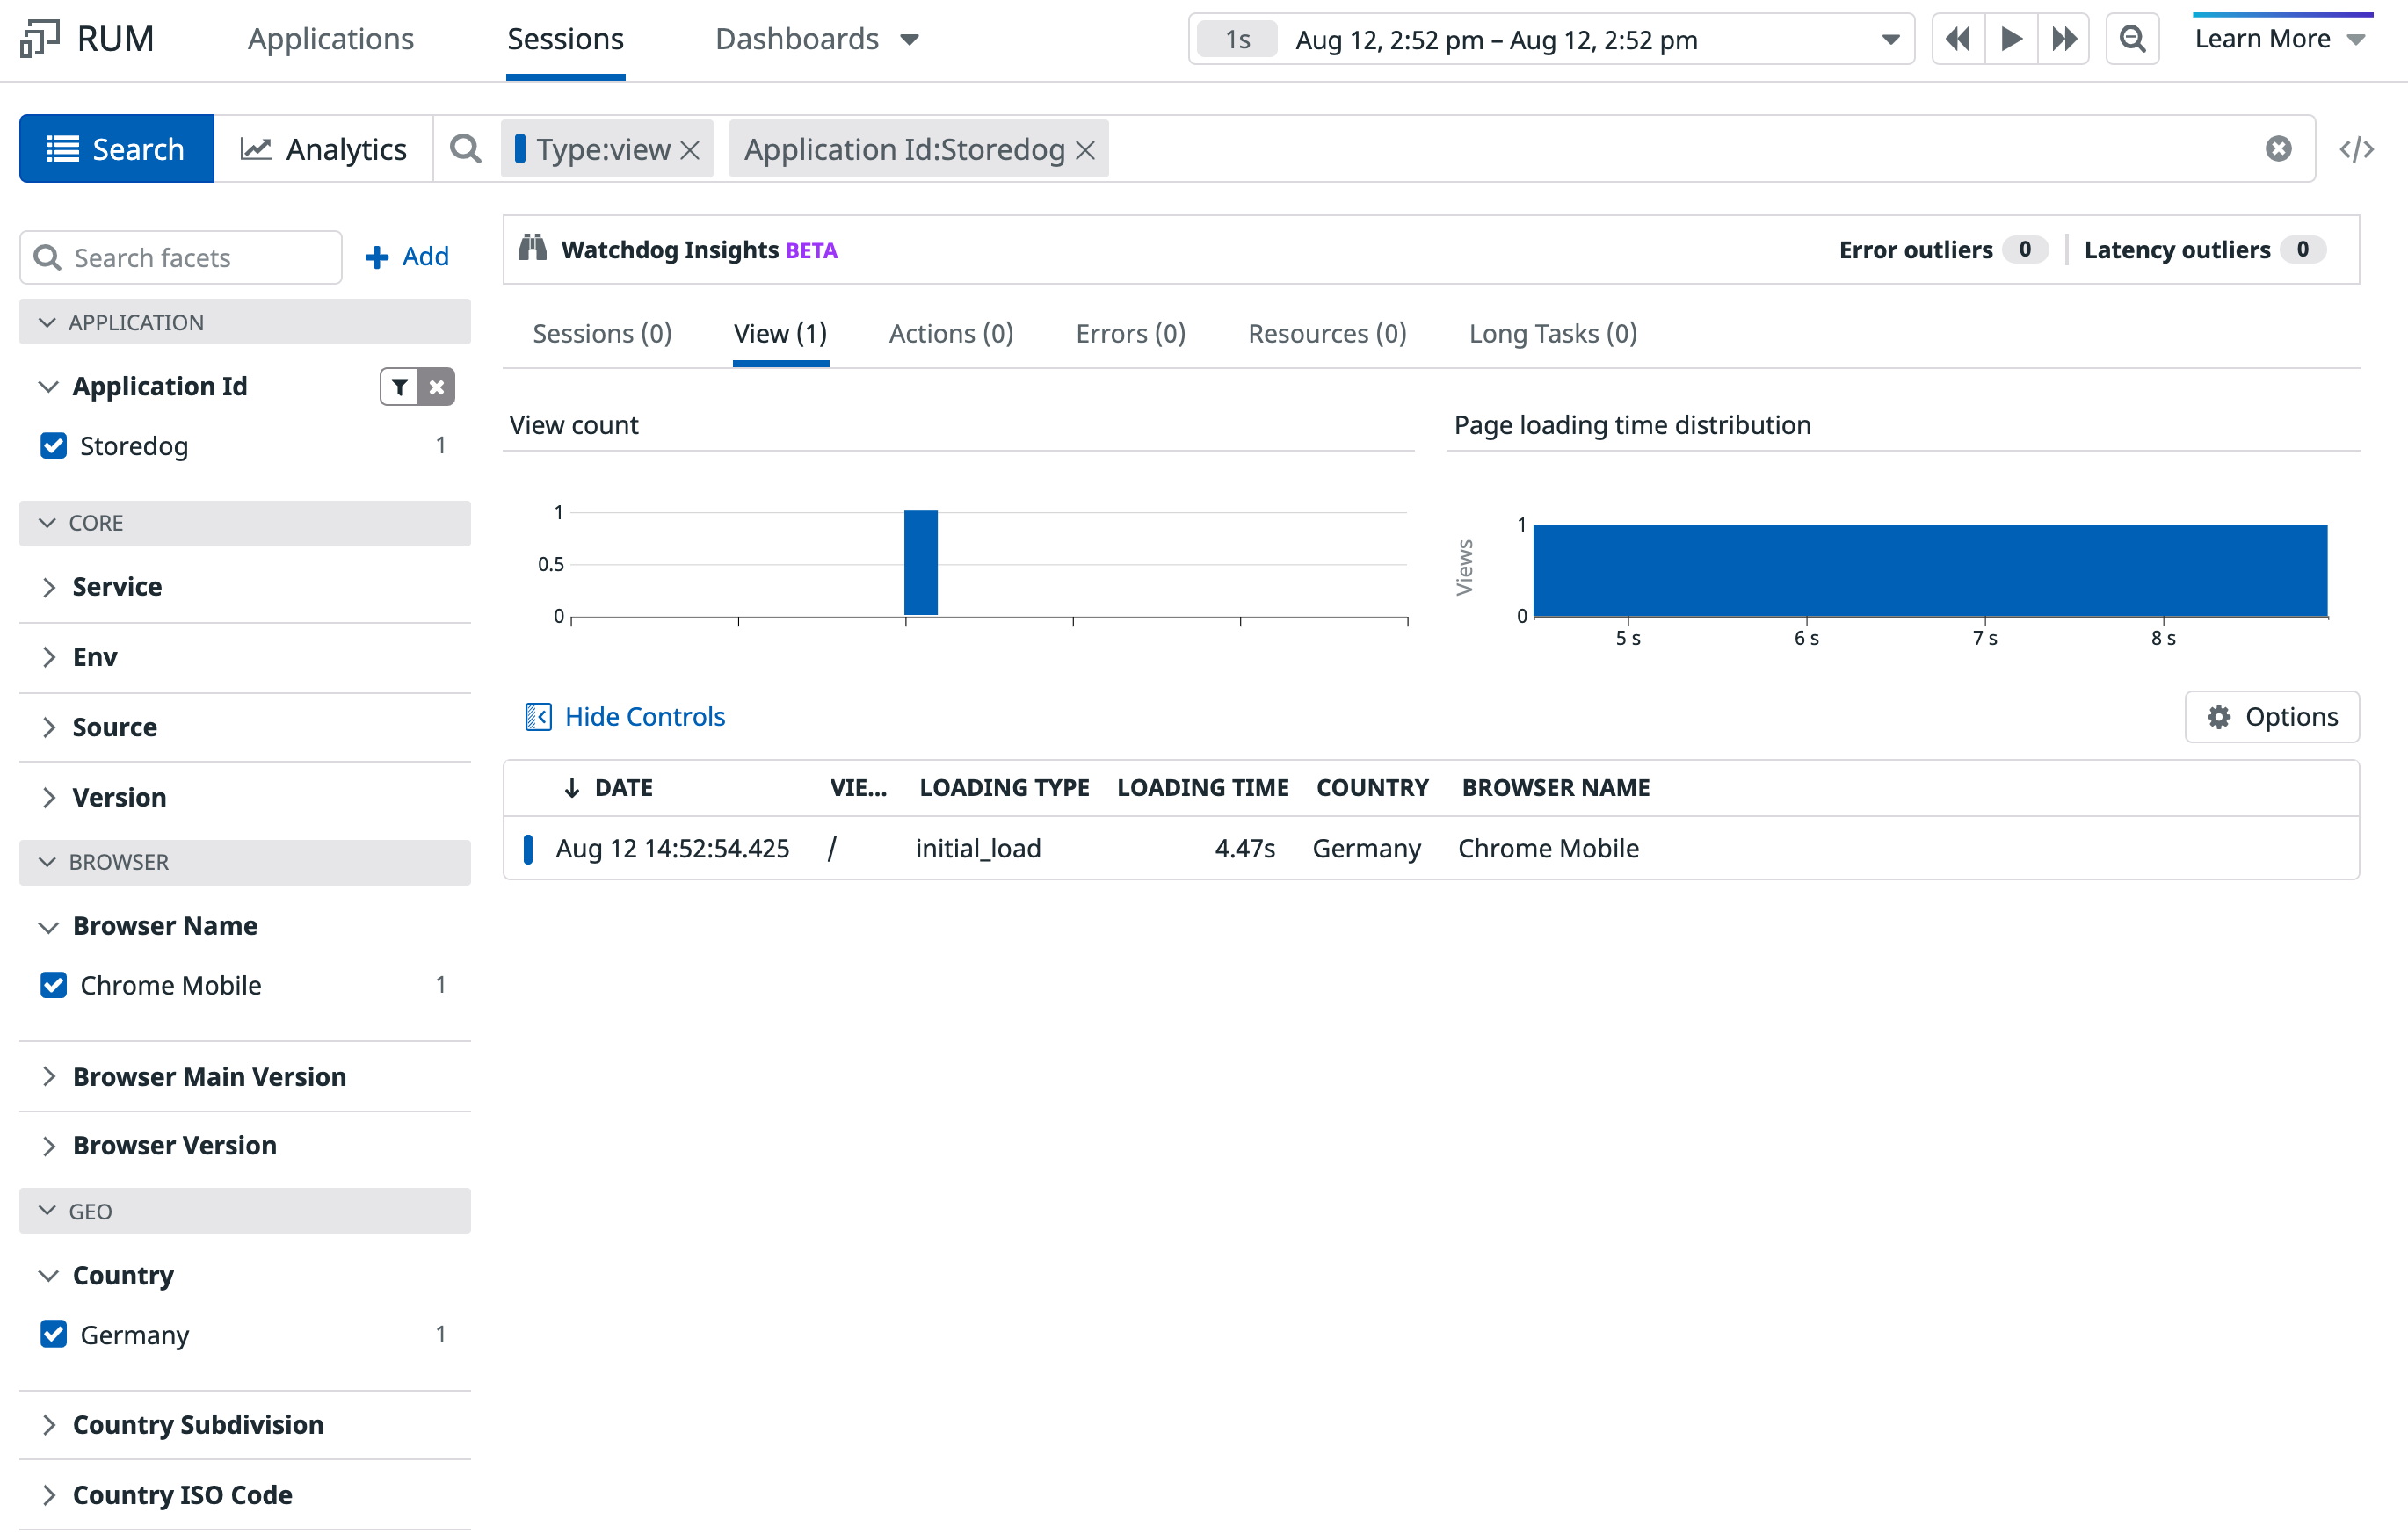 RUM Applications Sessions Dashboards 1s Aug 12, 2:52 pm – Aug 12, 2:52 pm Learn More
Search Analytics Type:view Application Id:Storedog </>
Search facets Add
APPLICATION
Application Id
Storedog 1
CORE
Service
Env
Source
Version
BROWSER
Browser Name
Chrome Mobile 1
Browser Main Version
Browser Version
GEO
Country
Germany 1
Country Subdivision
Country ISO Code
Watchdog Insights BETA Error outliers 0 Latency outliers 0
Sessions (0) View (1) Actions (0) Errors (0) Resources (0) Long Tasks (0)
View count
1
0.5
0
Page loading time distribution
Views
1
0
5 s 6 s 7 s 8 s
Hide Controls Options
DATE VIE... LOADING TYPE LOADING TIME COUNTRY BROWSER NAME
Aug 12 14:52:54.425 / initial_load 4.47s Germany Chrome Mobile